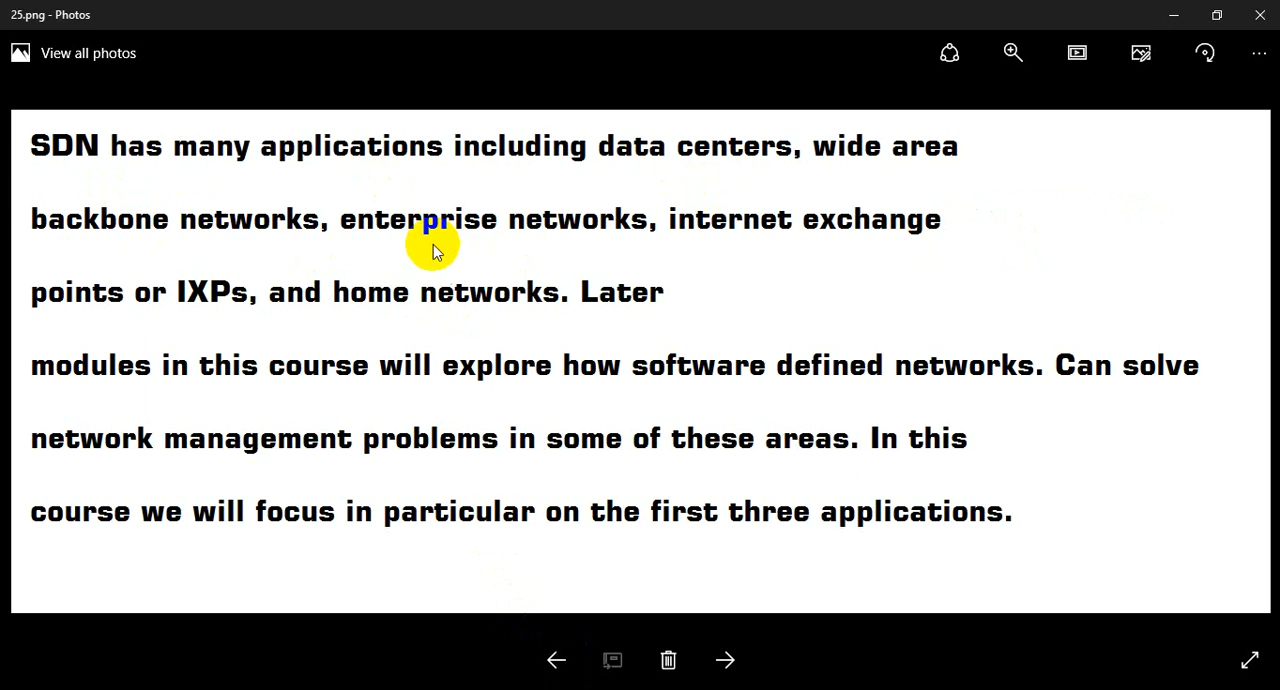 25.png - Photos
View all photos
SDN has many applications including data centers, wide area
backbone networks, enterprise networks, internet exchange
points or IXPs, and home networks. Later
modules in this course will explore how software defined networks. Can solve
network management problems in some of these areas. In this
course we will focus in particular on the first three applications.